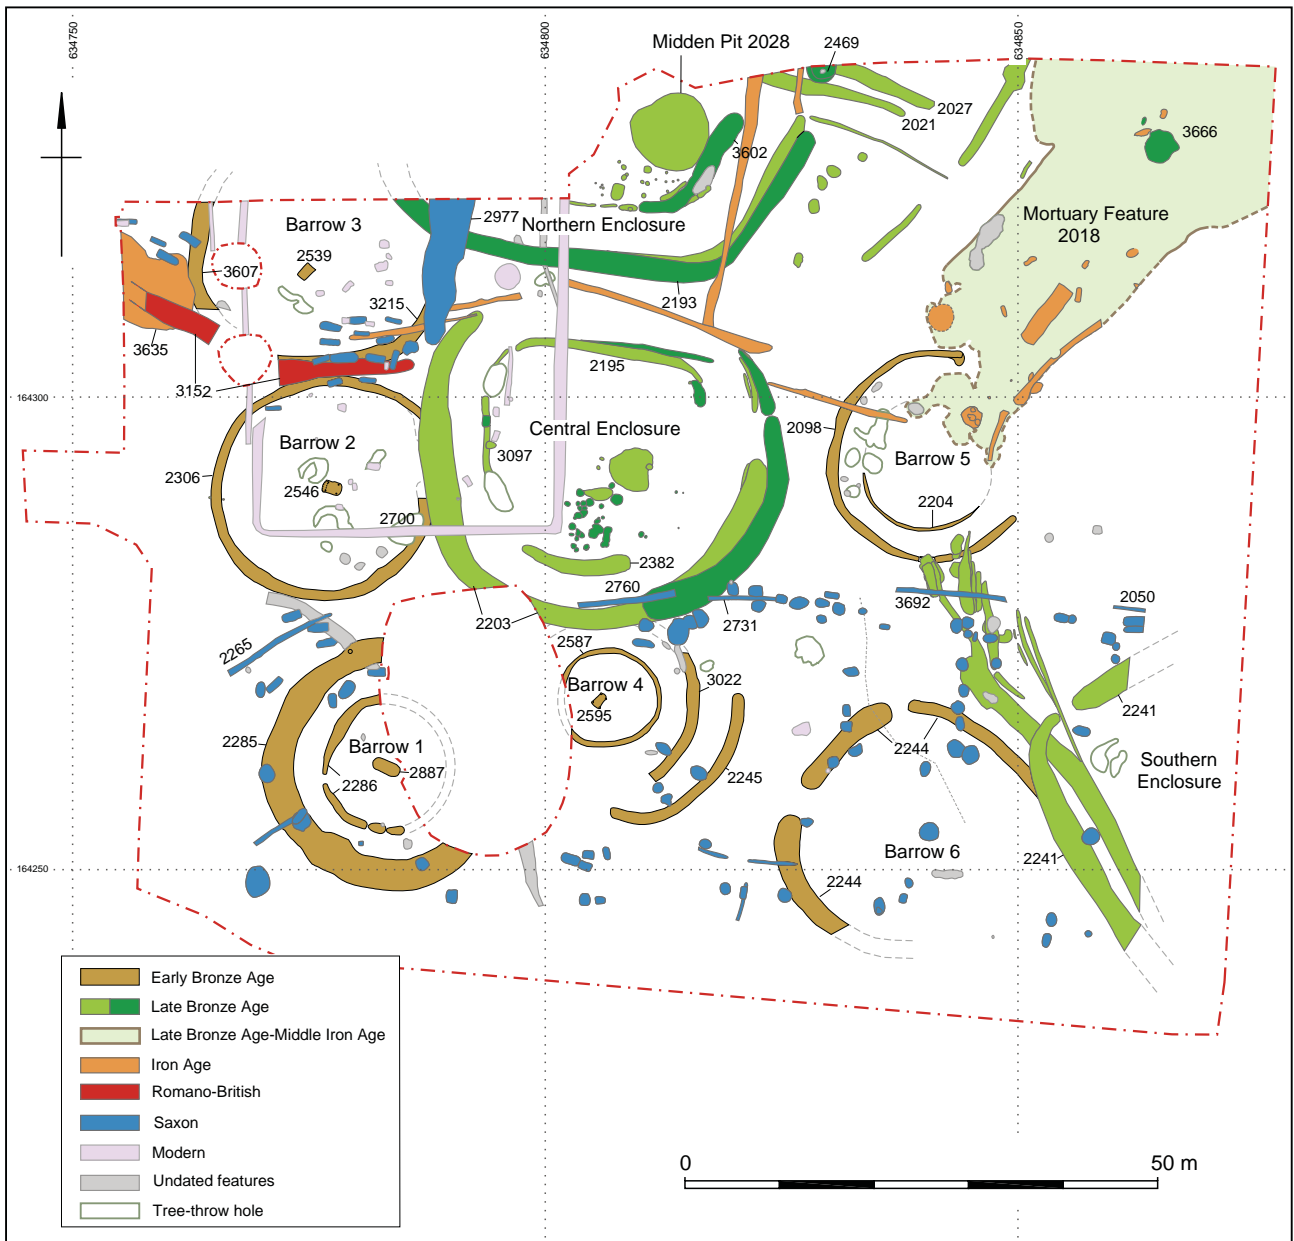 634750
634800
634850
Midden Pit 2028
2469
2027
2021
3602
3666
Mortuary Feature
2018
Barrow 3
2977
Northern Enclosure
2539
3607
3215
2193
3635
2195
3152
164300
Central Enclosure
2098
Barrow 2
3097
Barrow 5
2306
2546
2204
2700
2382
2760
3692
2050
2203
2731
2265
2587
3022
Barrow 4
2595
2241
2285
Barrow 1
2887
2244
2245
2286
Southern
Enclosure
Barrow 6
2241
164250
2244
Early Bronze Age
Late Bronze Age
Late Bronze Age-Middle Iron Age
Iron Age
Romano-British
Saxon
Modern
Undated features
Tree-throw hole
0
50 m